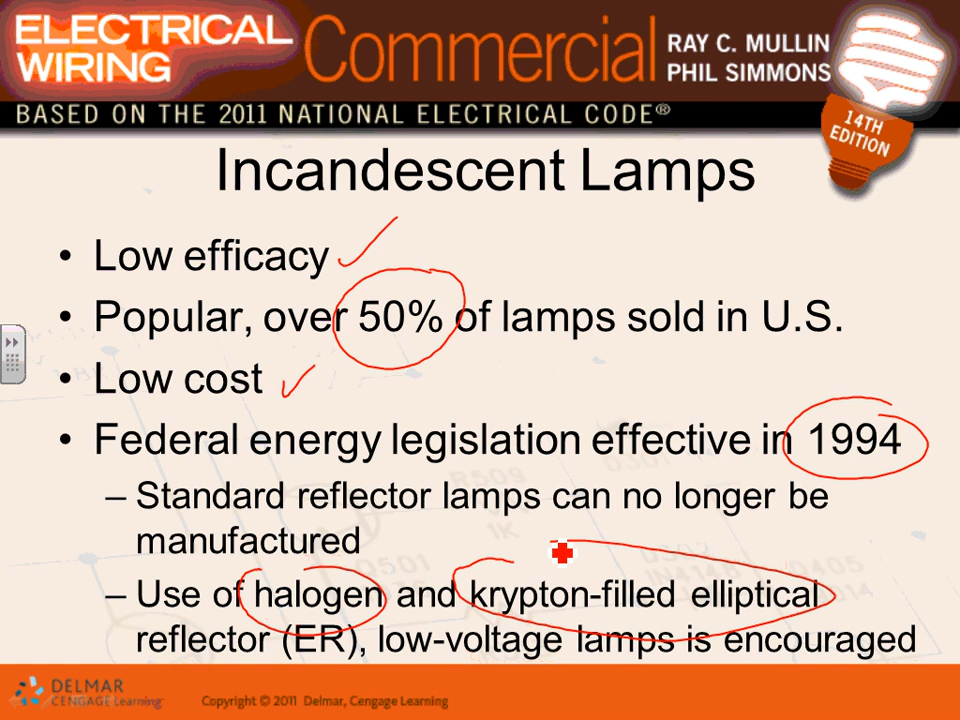 ELECTRICAL
WIRING
Commercial
RAY C. MULLIN
PHIL SIMMONS
BASED ON THE 2011 NATIONAL ELECTRICAL CODE®
14TH
EDITION
Incandescent Lamps
• Low efficacy
• Popular, over 50% of lamps sold in U.S.
• Low cost
• Federal energy legislation effective in 1994
– Standard reflector lamps can no longer be
manufactured
– Use of halogen and krypton-filled elliptical
reflector (ER), low-voltage lamps is encouraged
R509
1K
D501
DELMAR
CENGAGE Learning
Copyright © 2011 Delmar, Cengage Learning